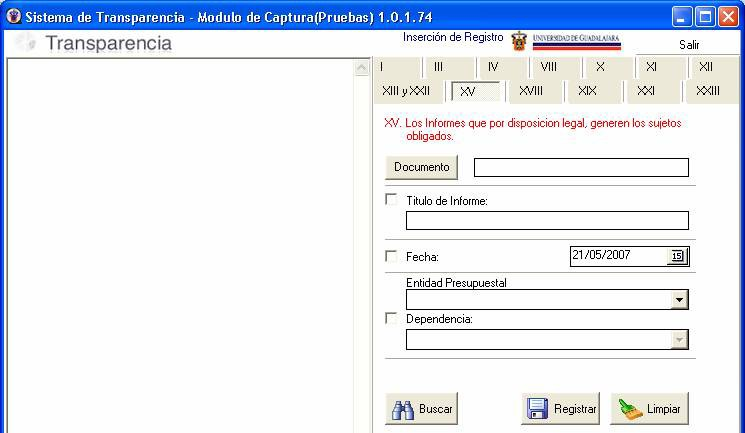 Sistema de Transparencia - Modulo de Captura(Pruebas) 1.0.1.74
Transparencia
Inserción de Registro
UNIVERSIDAD DE GUADALAJARA
Salir
I III IV VIII X XI XII
XIII y XXII XV XVIII XIX XXI XXIII
XV. Los Informes que por disposicion legal, generen los sujetos
obligados.
Documento
Titulo de Informe:
Fecha: 21/05/2007 15
Entidad Presupuestal
Dependencia:
Buscar Registrar Limpiar